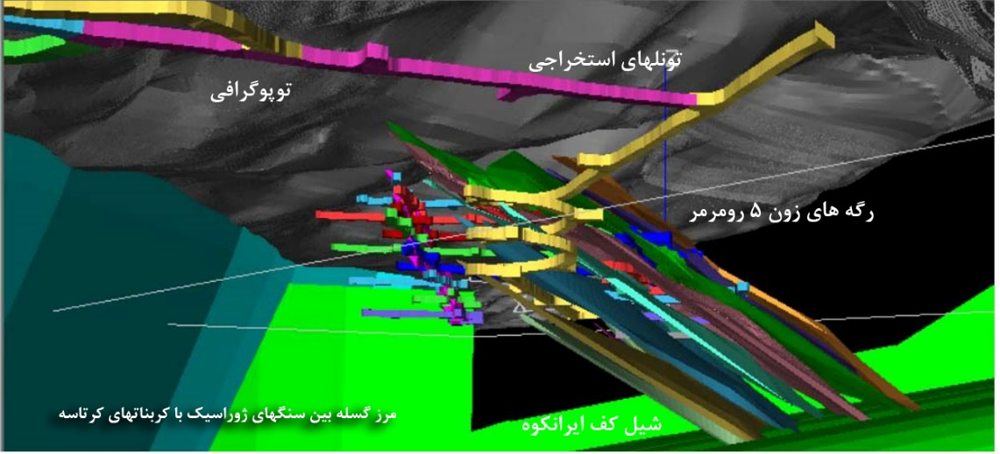 تونلهای استخراجی
توپوگرافی
رگه های زون ۵ رومرمر
مرز گسله بین سنگهای ژوراسیک با کربناتهای کرتاسه
شیل کف ایرانکوه